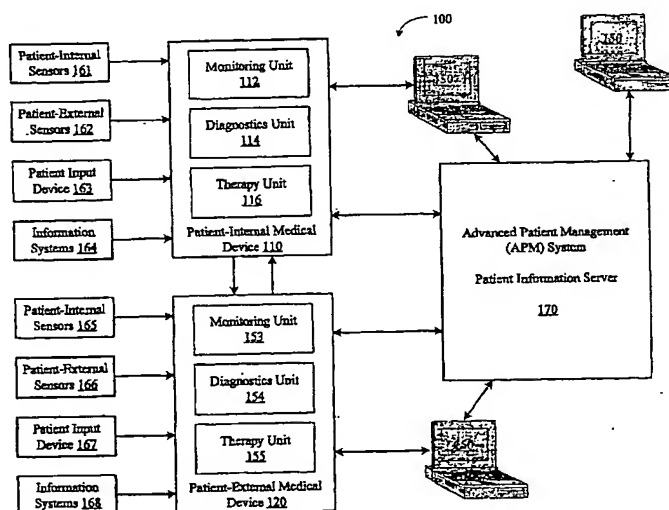 100
Patient-Internal
Sensors 161
Patient-External
Sensors 162
Patient Input
Device 163
Information
Systems 164
Monitoring Unit
112
Diagnostics Unit
114
Therapy Unit
116
Patient-Internal Medical
Device 110
Patient-Internal
Sensors 165
Patient-External
Sensors 166
Patient Input
Device 167
Information
Systems 168
Monitoring Unit
153
Diagnostics Unit
154
Therapy Unit
155
Patient-External Medical
Device 120
Advanced Patient Management
(APM) System
Patient Information Server
170